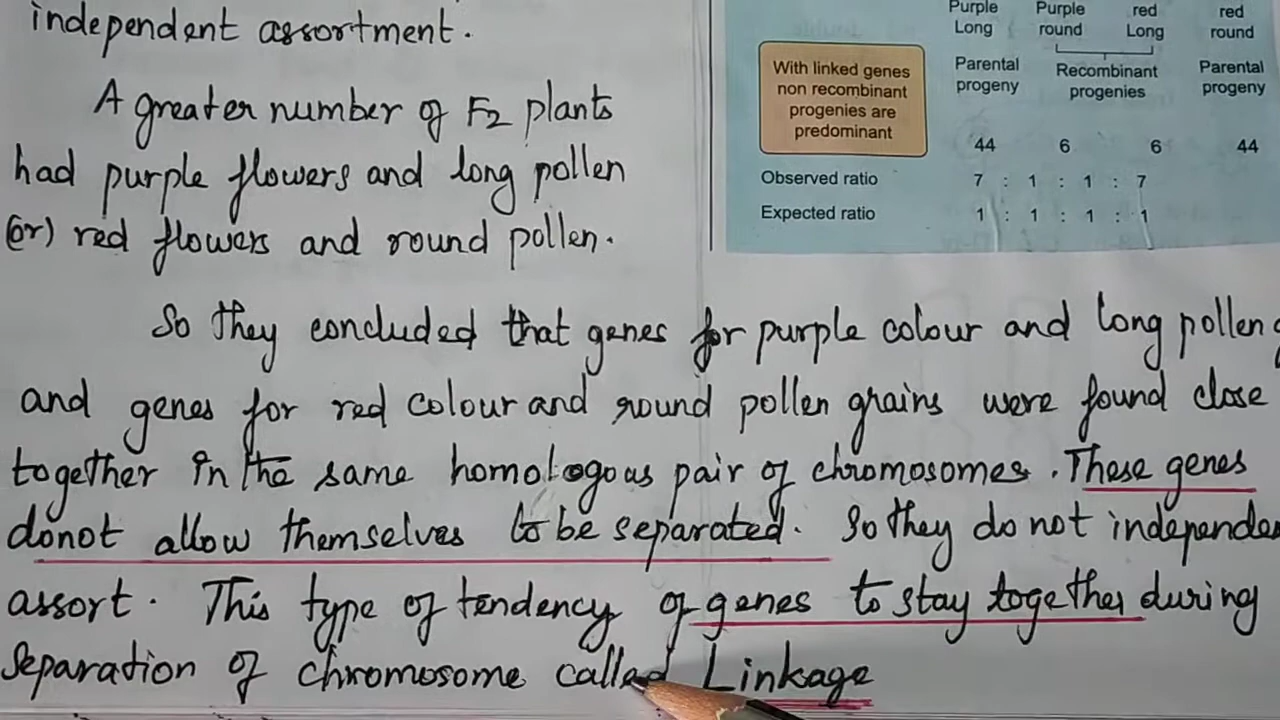 independent assortment.
A greater number of F2 plants
had purple flowers and long pollen
(or) red flowers and round pollen.
So they concluded that genes for purple colour and long pollen
and genes for red colour and round pollen grains were found close
together in the same homologous pair of chromosomes. These genes
donot allow themselves to be separated. So they do not independen
assort. This type of tendency of genes to stay together during
separation of chromosome called Linkage
Purple Purple red red
Long round Long round
With linked genes
non recombinant
progenies are
predominant
Parental Recombinant Parental
progeny progenies progeny
44 6 6 44
Observed ratio 7 : 1 : 1 : 7
Expected ratio 1 : 1 : 1 : 1